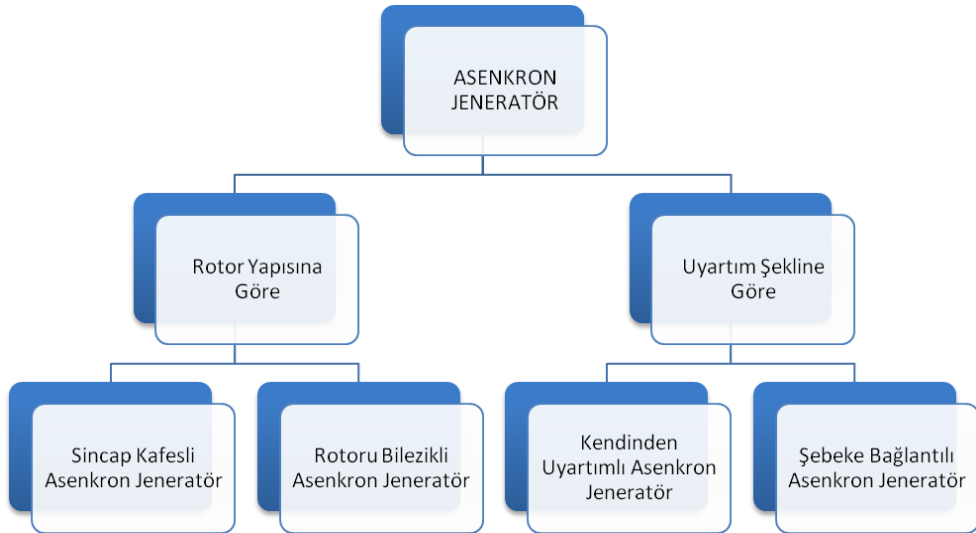 ASENKRON
JENERATÖR
Rotor Yapısına
Göre
Uyartım Şekline
Göre
Sincap Kafesli
Asenkron Jeneratör
Rotoru Bilezikli
Asenkron Jeneratör
Kendinden
Uyartımlı Asenkron
Jeneratör
Şebeke Bağlantılı
Asenkron Jeneratör